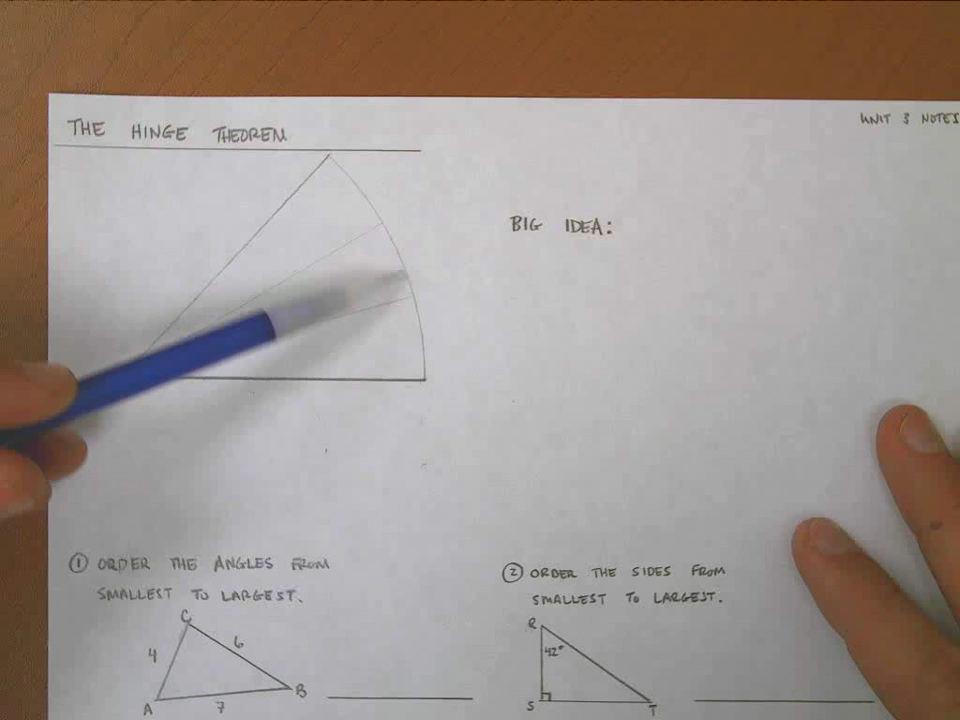 THE HINGE THEOREM
UNIT 3 NOTES
BIG IDEA:
① ORDER THE ANGLES FROM
SMALLEST TO LARGEST.
C
4
6
A
7
B
② ORDER THE SIDES FROM
SMALLEST TO LARGEST.
R
42°
S
T